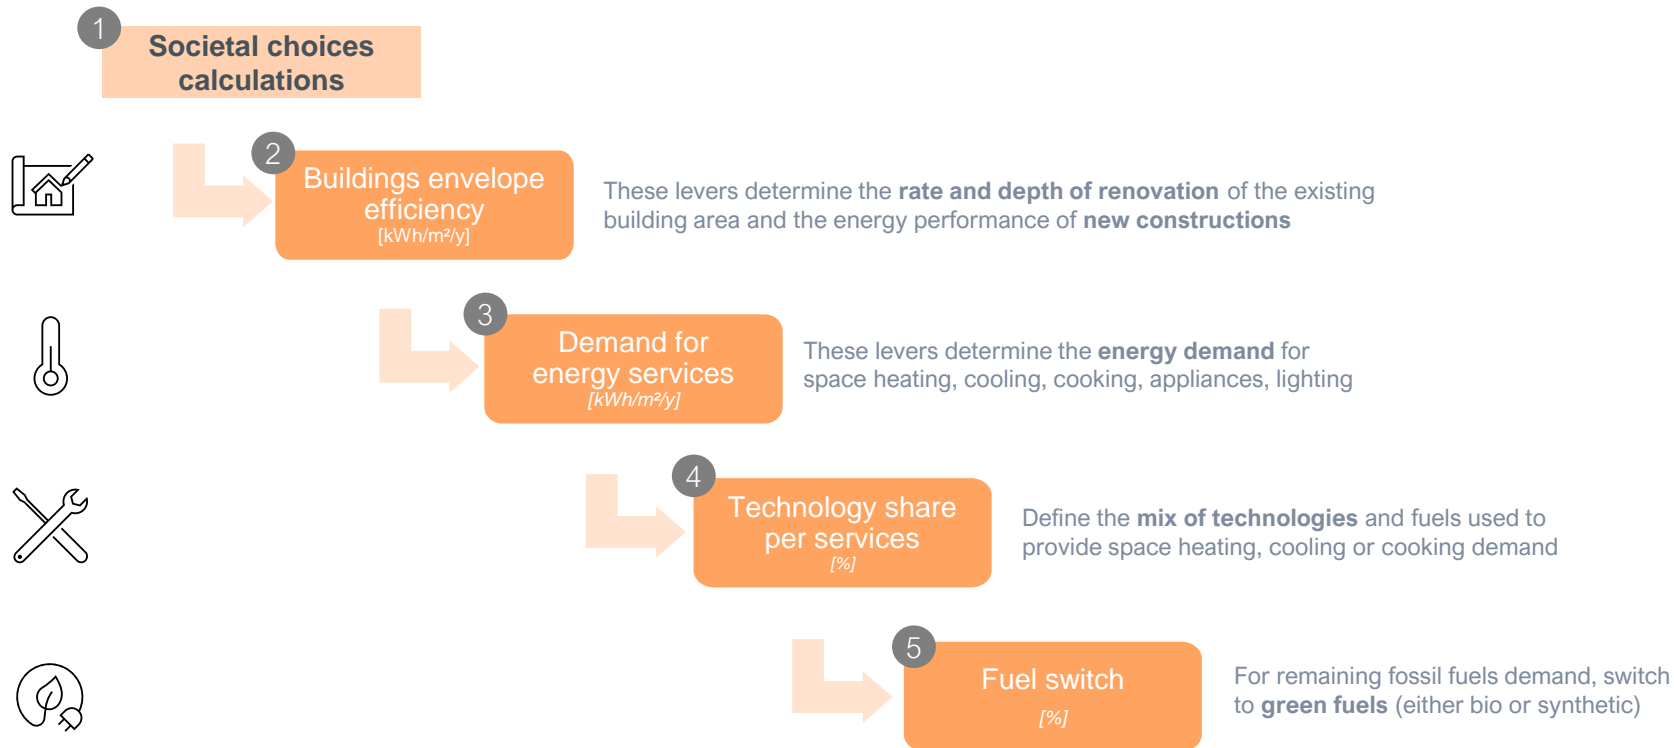 1
Societal choices
calculations
2
Buildings envelope
efficiency
[kWh/m²/y]
These levers determine the rate and depth of renovation of the existing
building area and the energy performance of new constructions
3
Demand for
energy services
[kWh/m²/y]
These levers determine the energy demand for
space heating, cooling, cooking, appliances, lighting
4
Technology share
per services
[%]
Define the mix of technologies and fuels used to
provide space heating, cooling or cooking demand
5
Fuel switch
[%]
For remaining fossil fuels demand, switch
to green fuels (either bio or synthetic)